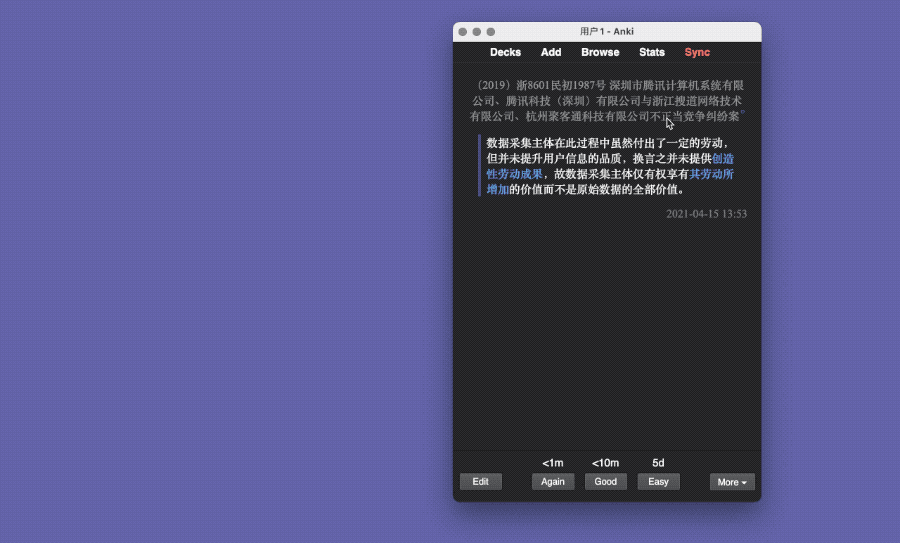 用户1 - Anki
Decks Add Browse Stats Sync
（2019）浙8601民初1987号 深圳市腾讯计算机系统有限
公司、腾讯科技（深圳）有限公司与浙江搜道网络技术
有限公司、杭州聚客通科技有限公司不正当竞争纠纷案
数据采集主体在此过程中虽然付出了一定的劳动，
但并未提升用户信息的品质，换言之并未提供创造
性劳动成果，故数据采集主体仅有权享有其劳动所
增加的价值而不是原始数据的全部价值。
2021-04-15 13:53
<1m <10m 5d
Edit Again Good Easy More